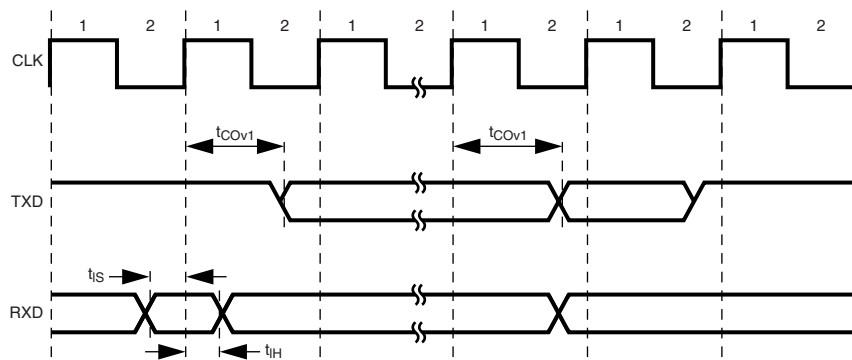 1 2 1 2 1 2 1 2 1 2 1 2
CLK
tCOv1 tCOv1
TXD
tIS
RXD
tIH